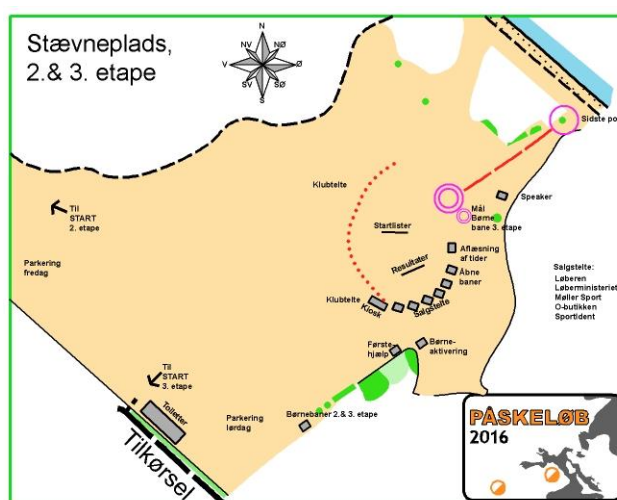 Stævneplads,
2.& 3. etape
N
NV
NØ
V
Ø
SV
SØ
S
Sidste po
Klubtelte
Speaker
Mål
Børne
bane 3. etape
Til
START
2. etape
Startlister
Aflæsning
af tider
Parkering
fredag
Resultater
Åbne
baner
Salgstelte:
Løberen
Løberministeriet
Møller Sport
O-butikken
Sportident
Klubtelte
Kiosk
Salgstelte
Første-
hjælp
Børne-
aktivering
Til
START
3. etape
Toiletter
Parkering
lørdag
Børnebaner 2.& 3. etape
Tilkørsel
PÅSKELØB
2016